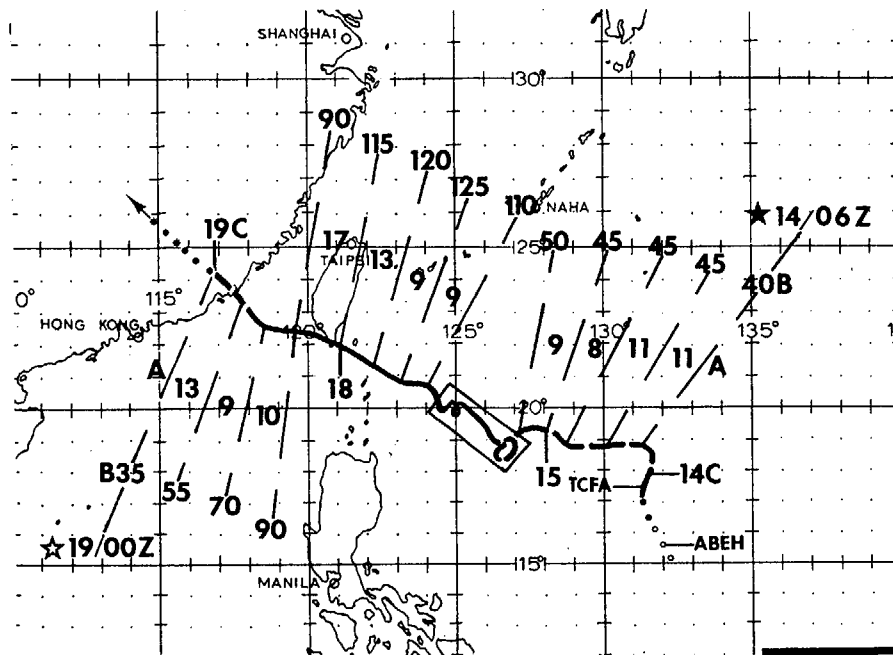 SHANGHAI
30°
90
115
120
125
110
NAHA
★14/06Z
19C
17
TAIPEI
13
9
9
50
45
45
45
25°
40B
0°
115°
HONG KONG
120°
125°
130°
135°
A
13
9
10
18
9
8
11
11
A
20°
B35
55
70
90
15
TCFA
14C
ABEH
☆19/00Z
MANILA
15°